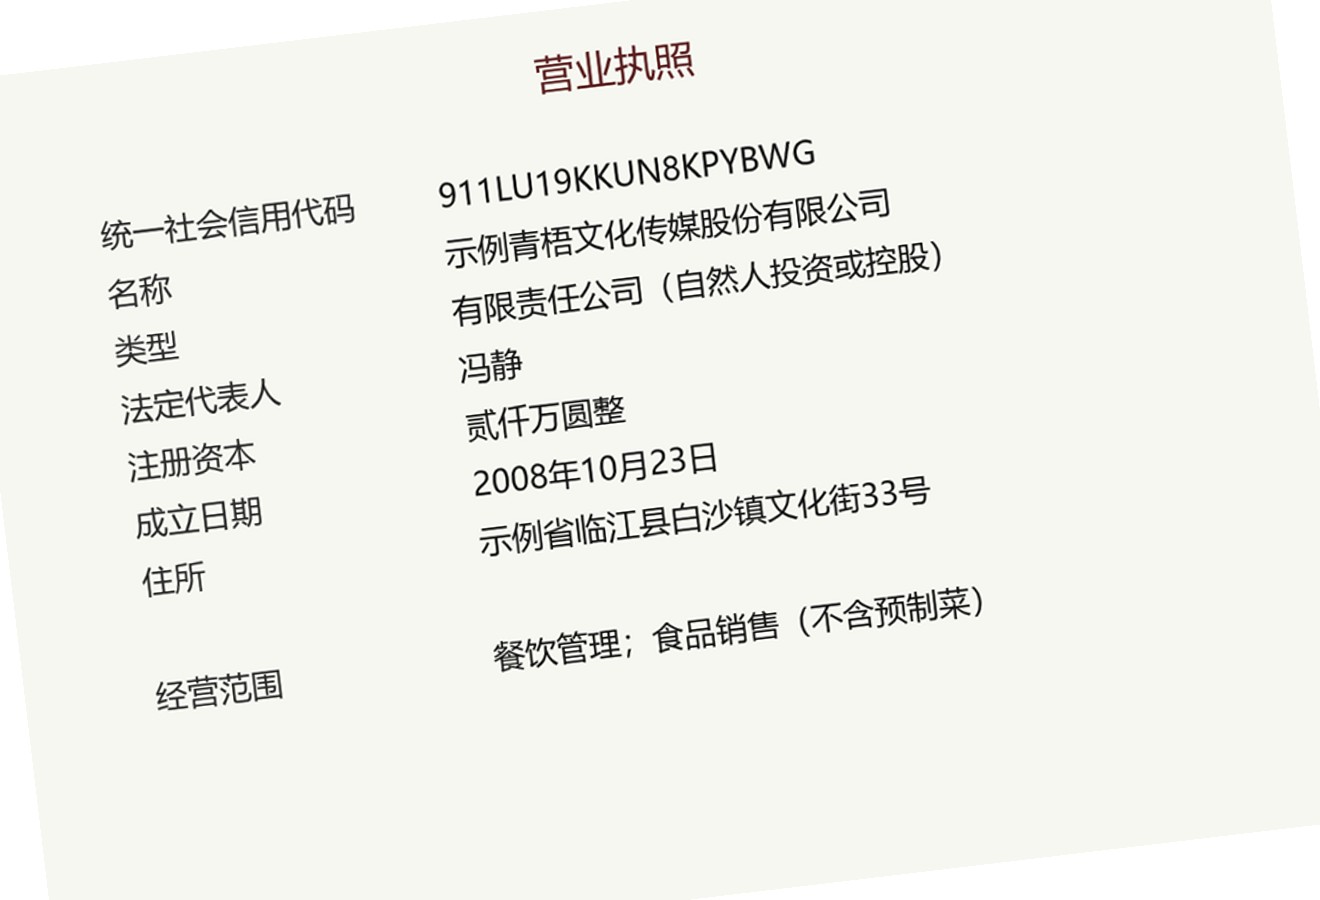 营业执照
统一社会信用代码 911LU19KKUN8KPYBWG
名称 示例青梧文化传媒股份有限公司
类型 有限责任公司（自然人投资或控股）
法定代表人 冯静
注册资本 贰仟万圆整
成立日期 2008年10月23日
住所 示例省临江县白沙镇文化街33号
经营范围 餐饮管理；食品销售（不含预制菜）